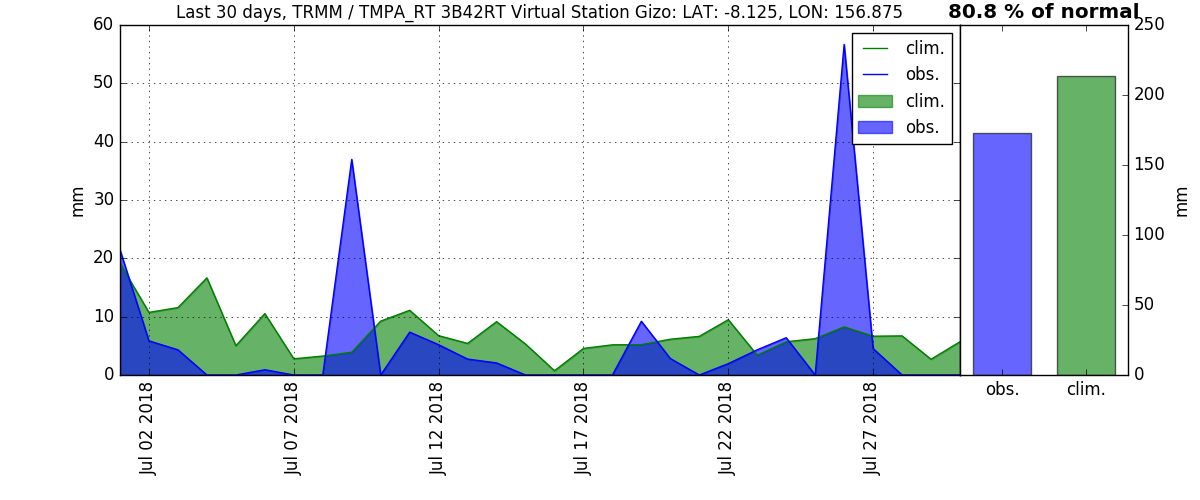 Last 30 days, TRMM / TMPA_RT 3B42RT Virtual Station Gizo: LAT: -8.125, LON: 156.875
80.8 % of normal
60
50
40
30
20
10
0
mm
clim.
obs.
clim.
obs.
Jul 02 2018
Jul 07 2018
Jul 12 2018
Jul 17 2018
Jul 22 2018
Jul 27 2018
250
200
150
100
50
0
mm
obs.
clim.